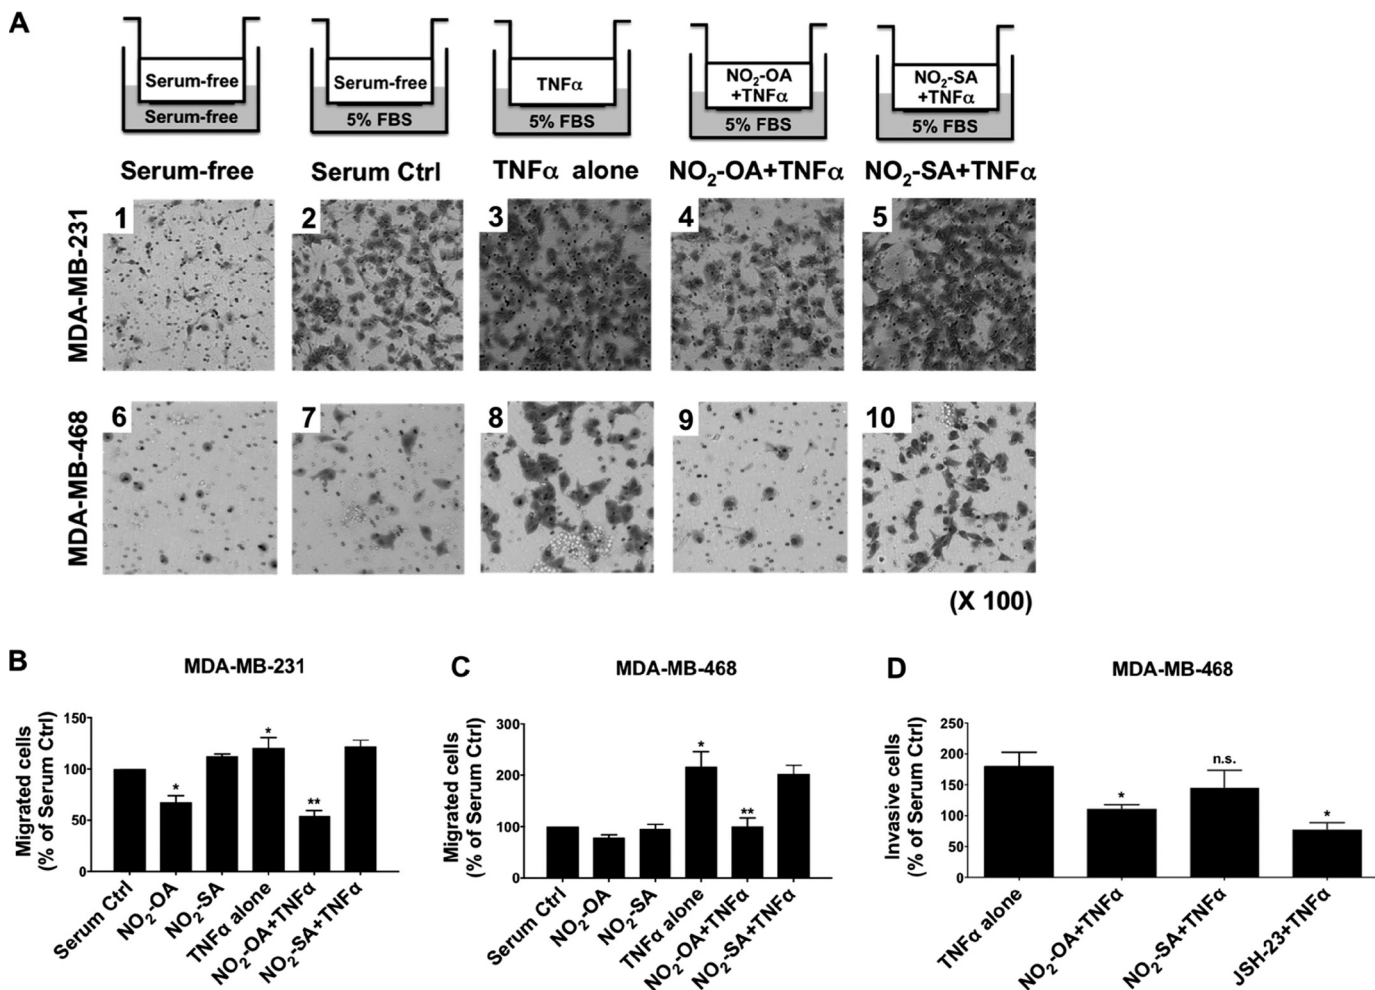 A
Serum-free
Serum-free
Serum-free
5% FBS
TNFα
5% FBS
NO₂-OA
+TNFα
5% FBS
NO₂-SA
+TNFα
5% FBS
Serum-free
Serum Ctrl
TNFα alone
NO₂-OA+TNFα
NO₂-SA+TNFα
MDA-MB-231
1
2
3
4
5
MDA-MB-468
6
7
8
9
10
(X 100)
B
MDA-MB-231
Migrated cells
(% of Serum Ctrl)
150
100
50
0
*
*
**
Serum Ctrl
NO₂-OA
NO₂-SA
TNFα alone
NO₂-OA+TNFα
NO₂-SA+TNFα
C
MDA-MB-468
Migrated cells
(% of Serum Ctrl)
300
200
100
0
*
**
Serum Ctrl
NO₂-OA
NO₂-SA
TNFα alone
NO₂-OA+TNFα
NO₂-SA+TNFα
D
MDA-MB-468
Invasive cells
(% of Serum Ctrl)
250
200
150
100
50
0
*
n.s.
*
TNFα alone
NO₂-OA+TNFα
NO₂-SA+TNFα
JSH-23+TNFα